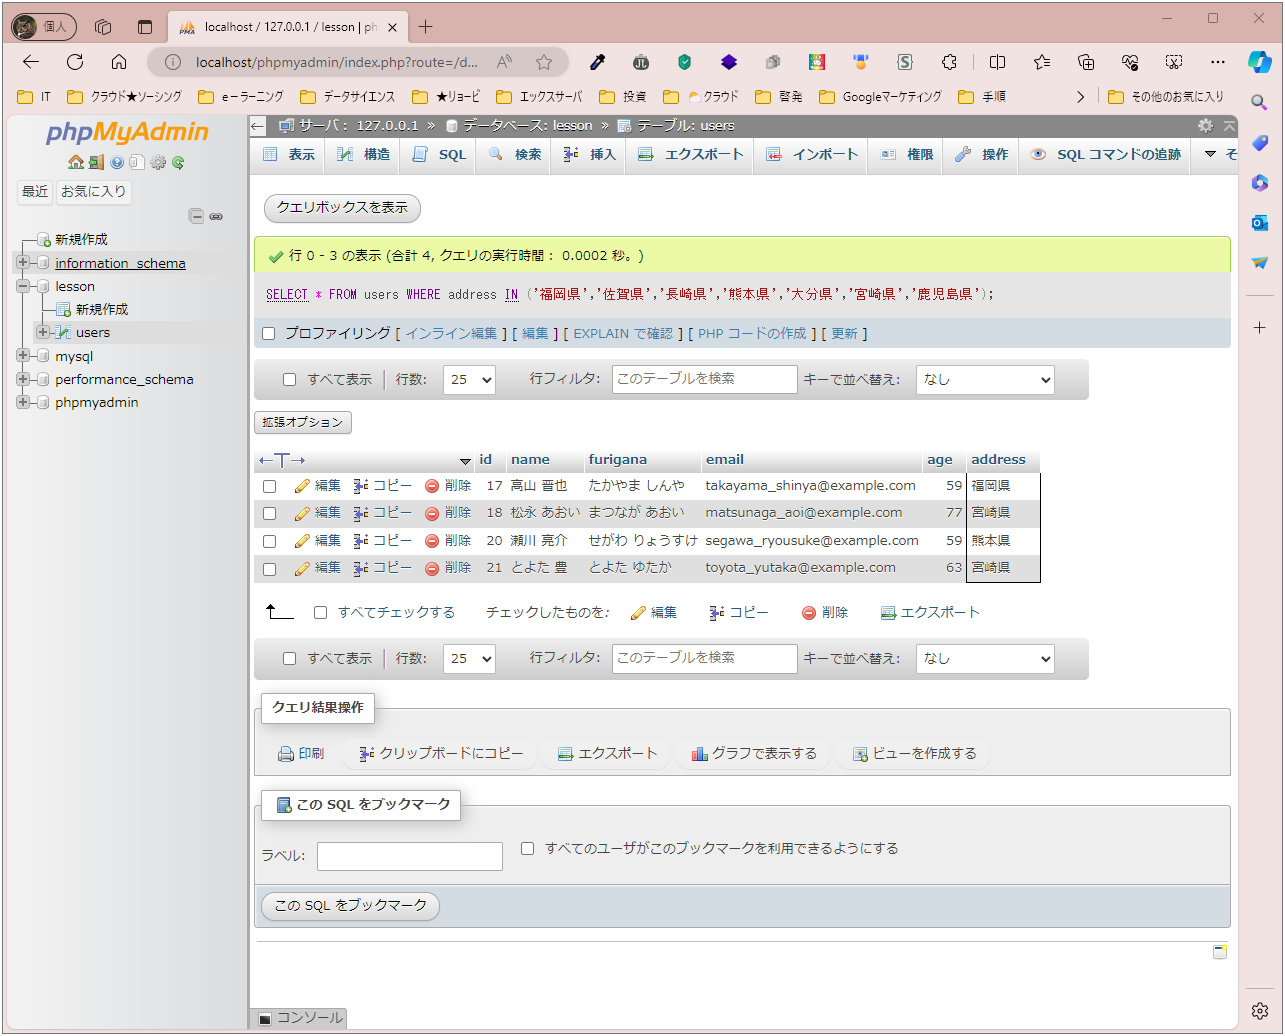 個人
localhost / 127.0.0.1 / lesson | ph
localhost/phpmyadmin/index.php?route=/d...
IT クラウド★ソーシング e－ラーニング データサイエンス ★リョービ エックスサーバ 投資 クラウド 啓発 Googleマーケティング 手順 その他のお気に入り
phpMyAdmin
最近 お気に入り
新規作成
information_schema
lesson
新規作成
users
mysql
performance_schema
phpmyadmin
サーバ： 127.0.0.1 » データベース: lesson » テーブル: users
表示 構造 SQL 検索 挿入 エクスポート インポート 権限 操作 SQL コマンドの追跡 そ
クエリボックスを表示
行 0 - 3 の表示 (合計 4, クエリの実行時間： 0.0002 秒。)
SELECT * FROM users WHERE address IN ('福岡県','佐賀県','長崎県','熊本県','大分県','宮崎県','鹿児島県');
プロファイリング [ インライン編集 ] [ 編集 ] [ EXPLAIN で確認 ] [ PHP コードの作成 ] [ 更新 ]
すべて表示 行数: 25 行フィルタ: このテーブルを検索 キーで並べ替え: なし
拡張オプション
←T→ id name furigana email age address
編集 コピー 削除 17 高山 晋也 たかやま しんや takayama_shinya@example.com 59 福岡県
編集 コピー 削除 18 松永 あおい まつなが あおい matsunaga_aoi@example.com 77 宮崎県
編集 コピー 削除 20 瀬川 亮介 せがわ りょうすけ segawa_ryousuke@example.com 59 熊本県
編集 コピー 削除 21 とよた 豊 とよた ゆたか toyota_yutaka@example.com 63 宮崎県
すべてチェックする チェックしたものを: 編集 コピー 削除 エクスポート
すべて表示 行数: 25 行フィルタ: このテーブルを検索 キーで並べ替え: なし
クエリ結果操作
印刷 クリップボードにコピー エクスポート グラフで表示する ビューを作成する
この SQL をブックマーク
ラベル: すべてのユーザがこのブックマークを利用できるようにする
この SQL をブックマーク
コンソール